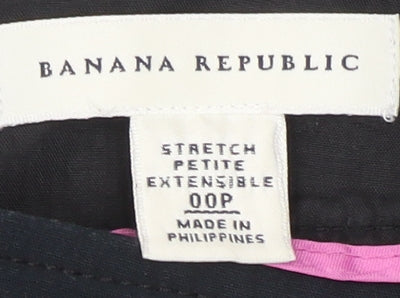 BANANA REPUBLIC
STRETCH
PETITE
EXTENSIBLE
00P
MADE IN
PHILIPPINES